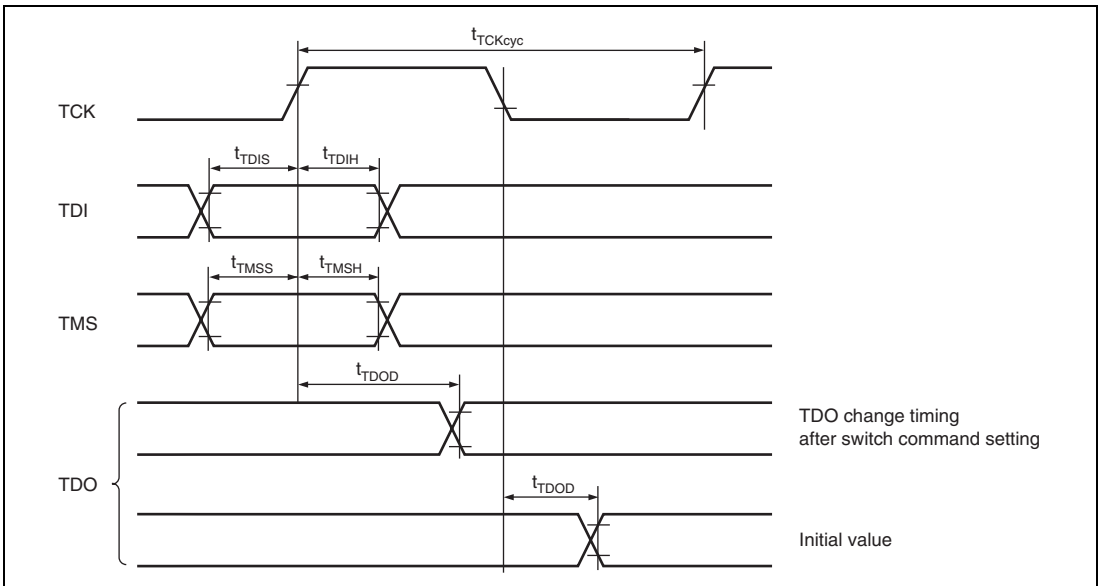 tTCKcyc
TCK
tTDIS
tTDIH
TDI
tTMSS
tTMSH
TMS
tTDOD
TDO change timing
after switch command setting
TDO
tTDOD
Initial value